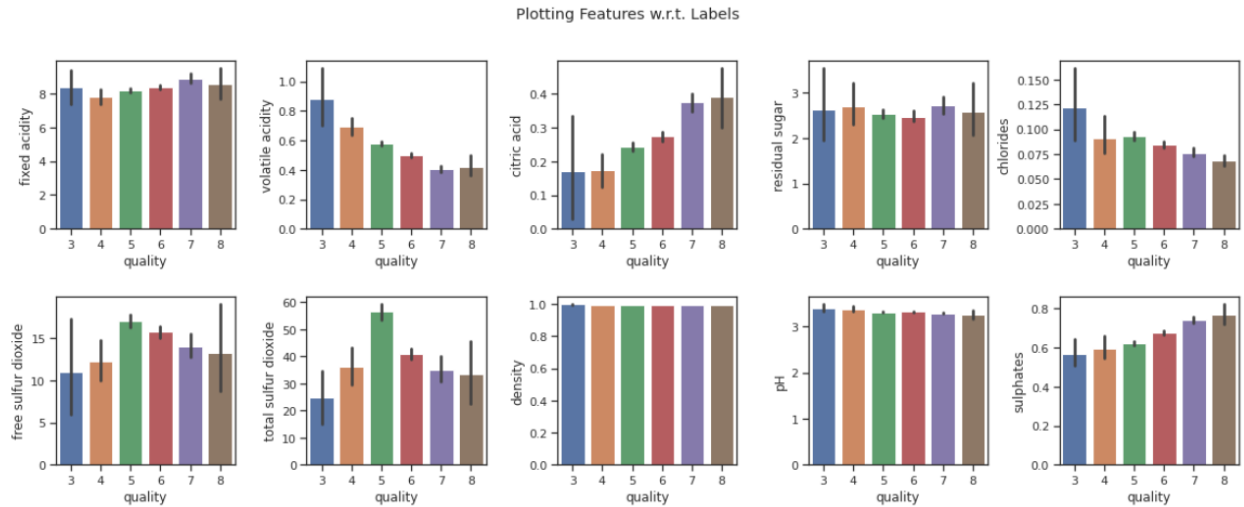 Plotting Features w.r.t. Labels
fixed acidity
8
6
4
2
0
3 4 5 6 7 8
quality
volatile acidity
1.0
0.8
0.6
0.4
0.2
0.0
3 4 5 6 7 8
quality
citric acid
0.4
0.3
0.2
0.1
0.0
3 4 5 6 7 8
quality
residual sugar
3
2
1
0
3 4 5 6 7 8
quality
chlorides
0.150
0.125
0.100
0.075
0.050
0.025
0.000
3 4 5 6 7 8
quality
free sulfur dioxide
15
10
5
0
3 4 5 6 7 8
quality
total sulfur dioxide
60
50
40
30
20
10
0
3 4 5 6 7 8
quality
density
1.0
0.8
0.6
0.4
0.2
0.0
3 4 5 6 7 8
quality
pH
3
2
1
0
3 4 5 6 7 8
quality
sulphates
0.8
0.6
0.4
0.2
0.0
3 4 5 6 7 8
quality